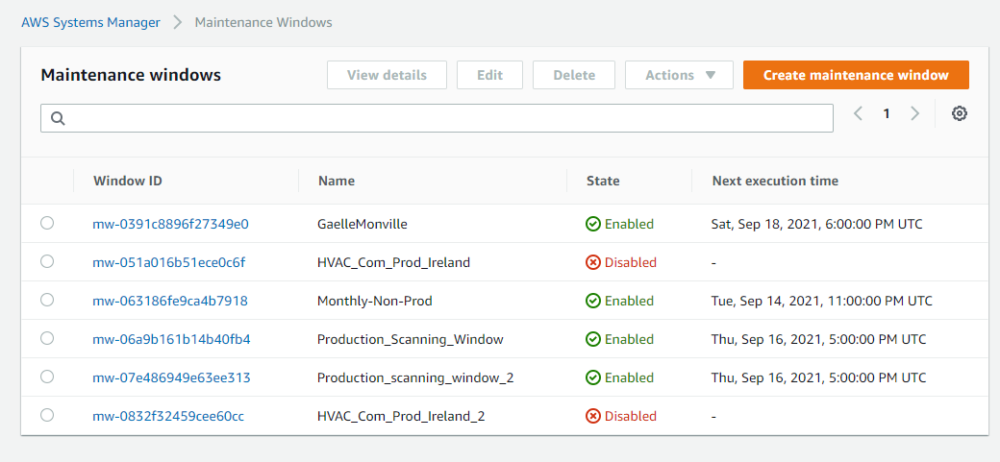 AWS Systems Manager > Maintenance Windows
Maintenance windows View details Edit Delete Actions Create maintenance window
1
Window ID Name State Next execution time
mw-0391c8896f27349e0 GaelleMonville Enabled Sat, Sep 18, 2021, 6:00:00 PM UTC
mw-051a016b51ece0c6f HVAC_Com_Prod_Ireland Disabled -
mw-063186fe9ca4b7918 Monthly-Non-Prod Enabled Tue, Sep 14, 2021, 11:00:00 PM UTC
mw-06a9b161b14b40fb4 Production_Scanning_Window Enabled Thu, Sep 16, 2021, 5:00:00 PM UTC
mw-07e486949e63ee313 Production_scanning_window_2 Enabled Thu, Sep 16, 2021, 5:00:00 PM UTC
mw-0832f32459cee60cc HVAC_Com_Prod_Ireland_2 Disabled -